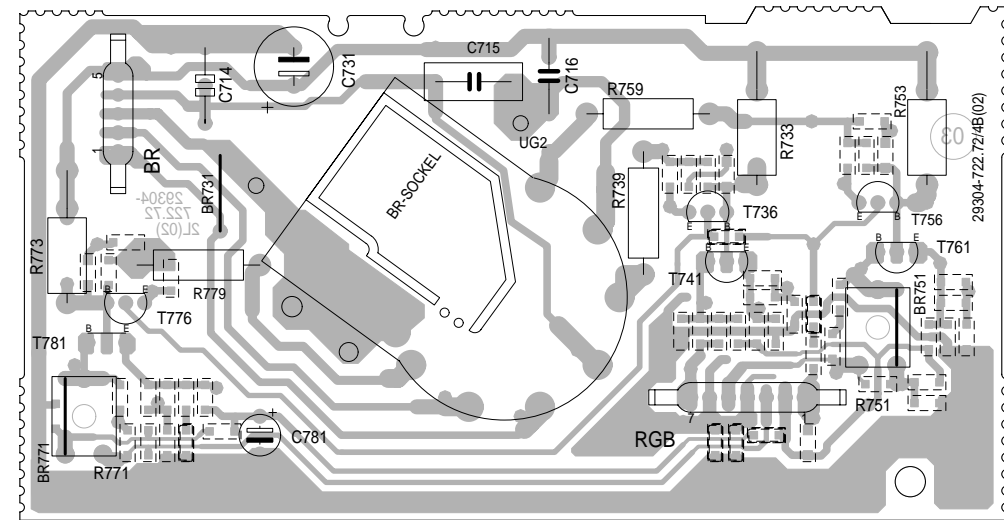 C715
C731
C714
C716
R759
R753
5
1
BR
BR731
BR-SOCKEL
UG2
R739
R733
03
29304-722.72/4B(02)
29304-
722.72
2L(02)
R773
R779
T736
T756
T741
T761
T776
T781
BR751
R751
BR771
R771
C781
RGB
7
1
+
+
B
E
B
E
E
B
B
E
E
B
B
E